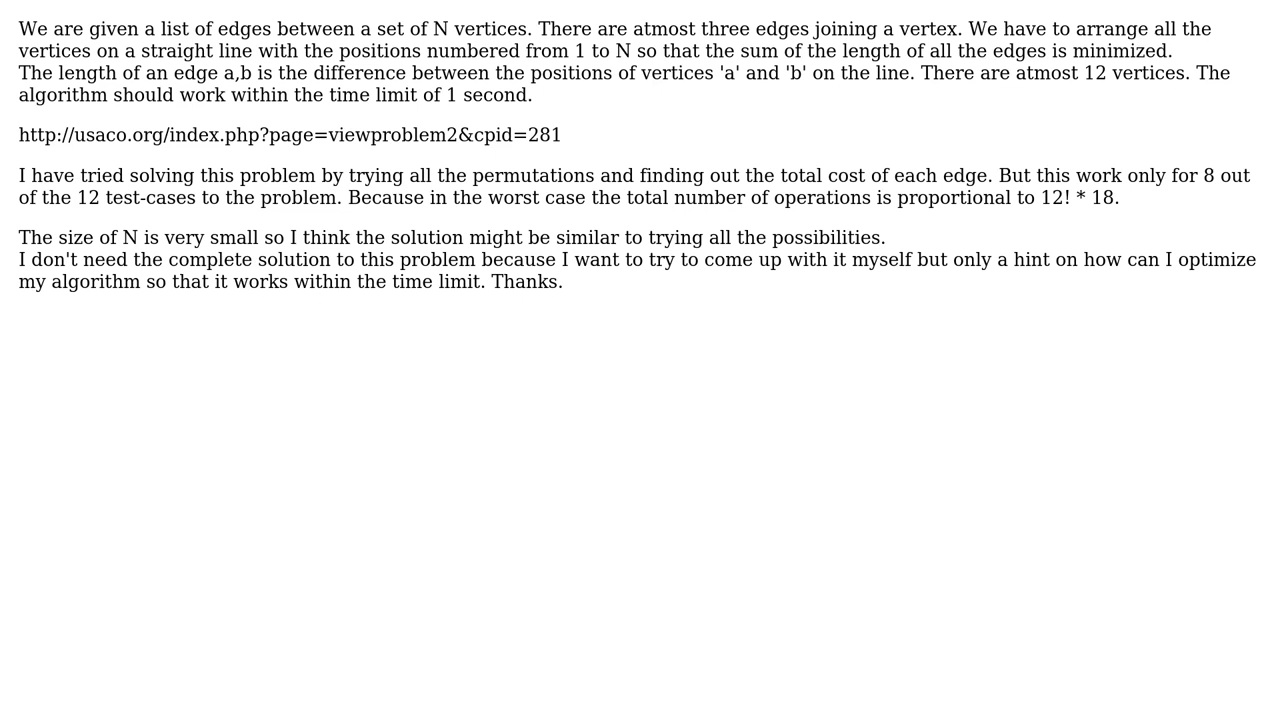 We are given a list of edges between a set of N vertices. There are atmost three edges joining a vertex. We have to arrange all the
vertices on a straight line with the positions numbered from 1 to N so that the sum of the length of all the edges is minimized.
The length of an edge a,b is the difference between the positions of vertices 'a' and 'b' on the line. There are atmost 12 vertices. The
algorithm should work within the time limit of 1 second.
http://usaco.org/index.php?page=viewproblem2&cpid=281
I have tried solving this problem by trying all the permutations and finding out the total cost of each edge. But this work only for 8 out
of the 12 test-cases to the problem. Because in the worst case the total number of operations is proportional to 12! * 18.
The size of N is very small so I think the solution might be similar to trying all the possibilities.
I don't need the complete solution to this problem because I want to try to come up with it myself but only a hint on how can I optimize
my algorithm so that it works within the time limit. Thanks.